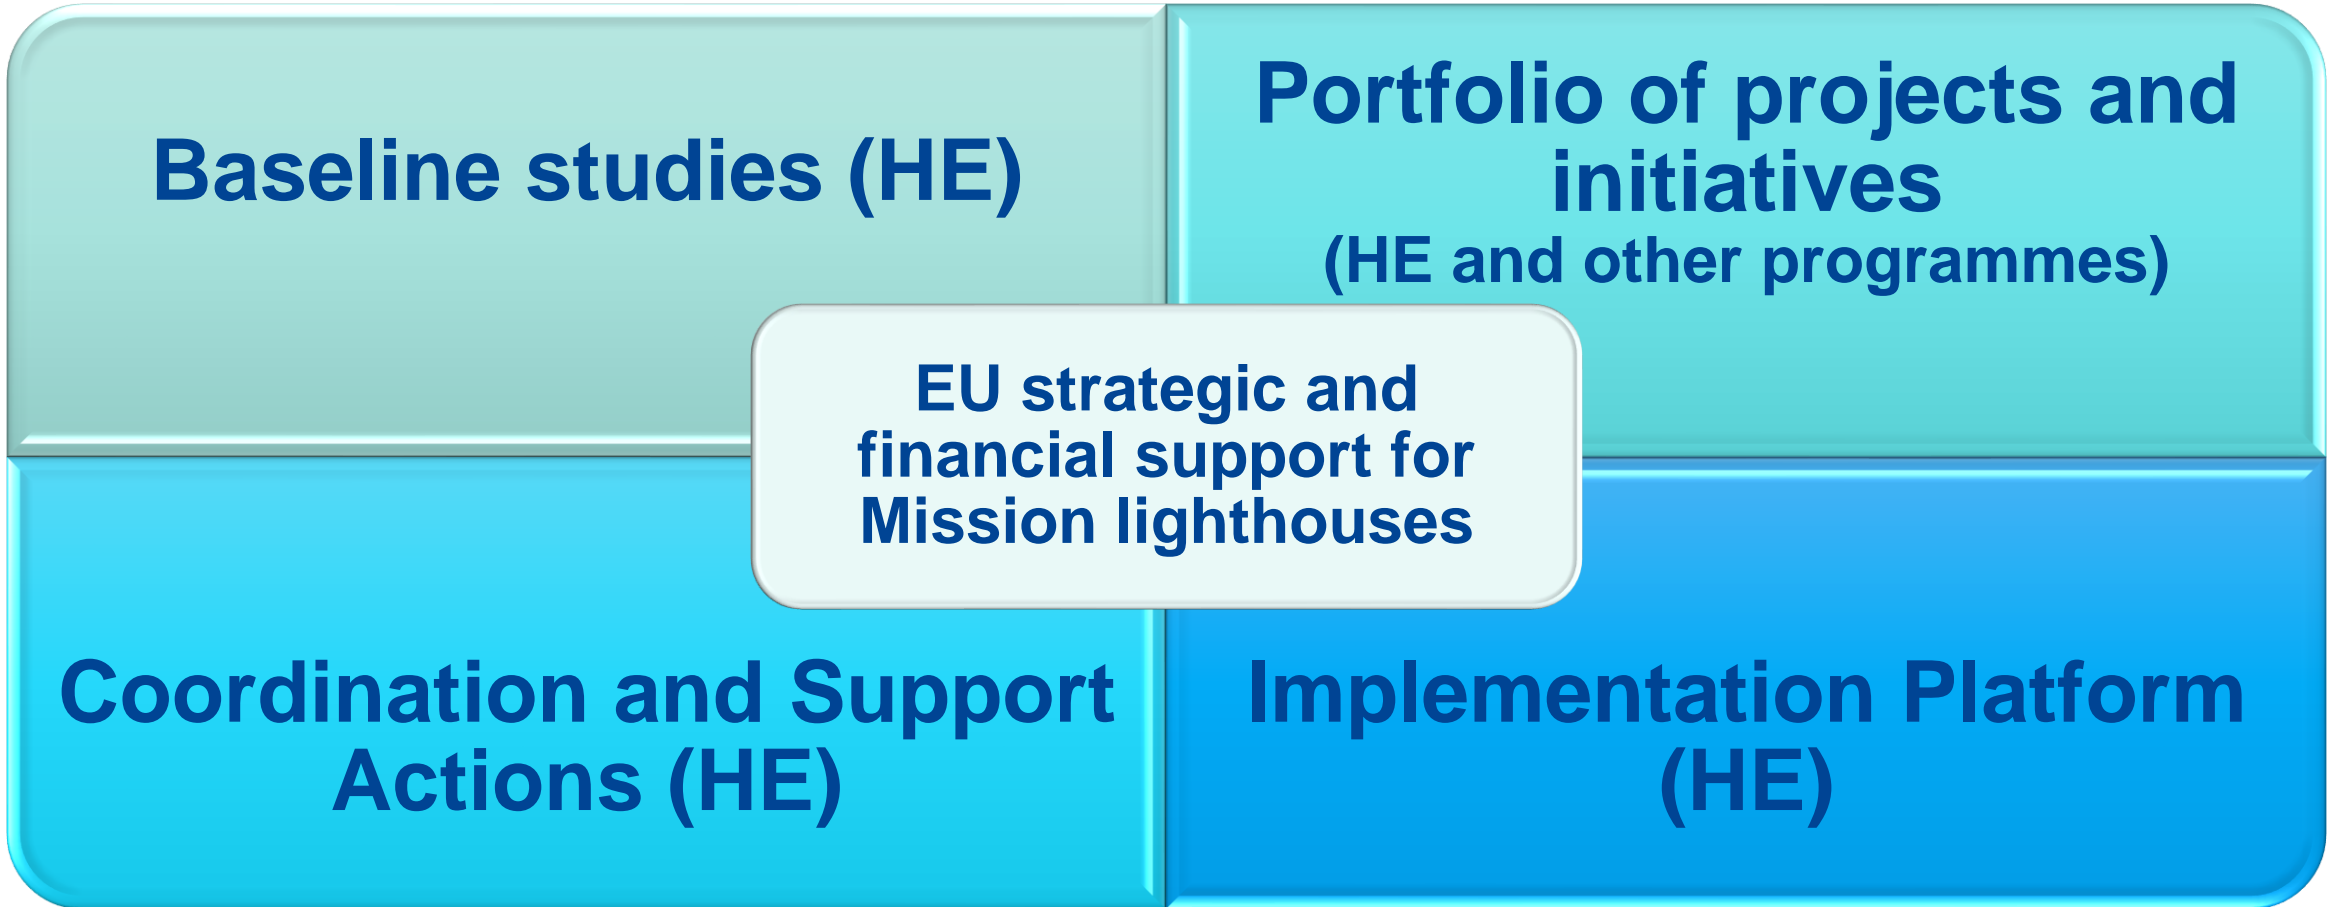 Baseline studies (HE)
Portfolio of projects and
initiatives
(HE and other programmes)
EU strategic and
financial support for
Mission lighthouses
Coordination and Support
Actions (HE)
Implementation Platform
(HE)